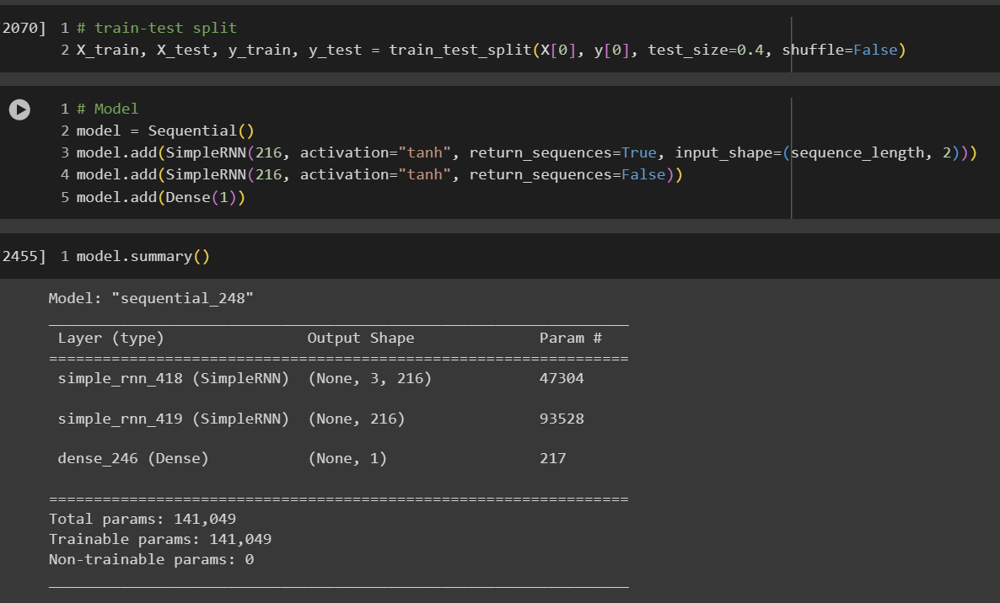 2070] 1 # train-test split
2 X_train, X_test, y_train, y_test = train_test_split(X[0], y[0], test_size=0.4, shuffle=False)
1 # Model
2 model = Sequential()
3 model.add(SimpleRNN(216, activation="tanh", return_sequences=True, input_shape=(sequence_length, 2)))
4 model.add(SimpleRNN(216, activation="tanh", return_sequences=False))
5 model.add(Dense(1))
2455] 1 model.summary()
Model: "sequential_248"
_________________________________________________________________
Layer (type) Output Shape Param #
=================================================================
simple_rnn_418 (SimpleRNN) (None, 3, 216) 47304
simple_rnn_419 (SimpleRNN) (None, 216) 93528
dense_246 (Dense) (None, 1) 217
=================================================================
Total params: 141,049
Trainable params: 141,049
Non-trainable params: 0
_________________________________________________________________